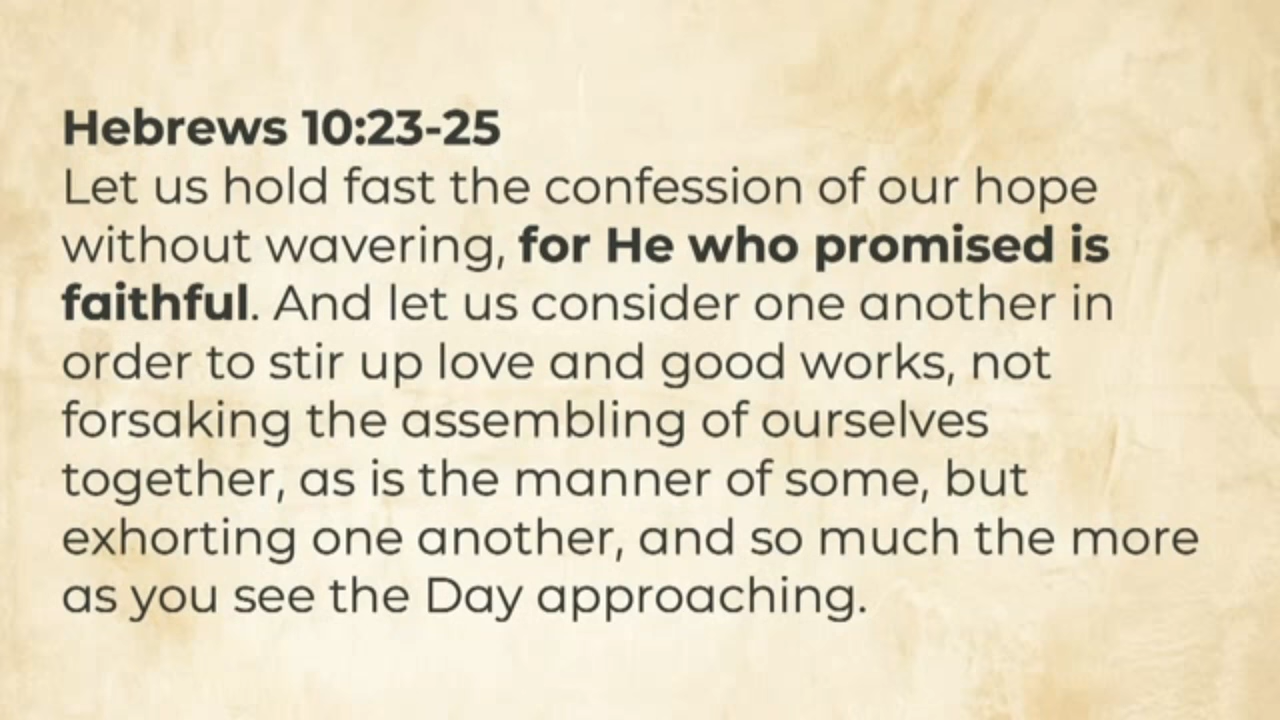 Hebrews 10:23-25
Let us hold fast the confession of our hope
without wavering, for He who promised is
faithful. And let us consider one another in
order to stir up love and good works, not
forsaking the assembling of ourselves
together, as is the manner of some, but
exhorting one another, and so much the more
as you see the Day approaching.